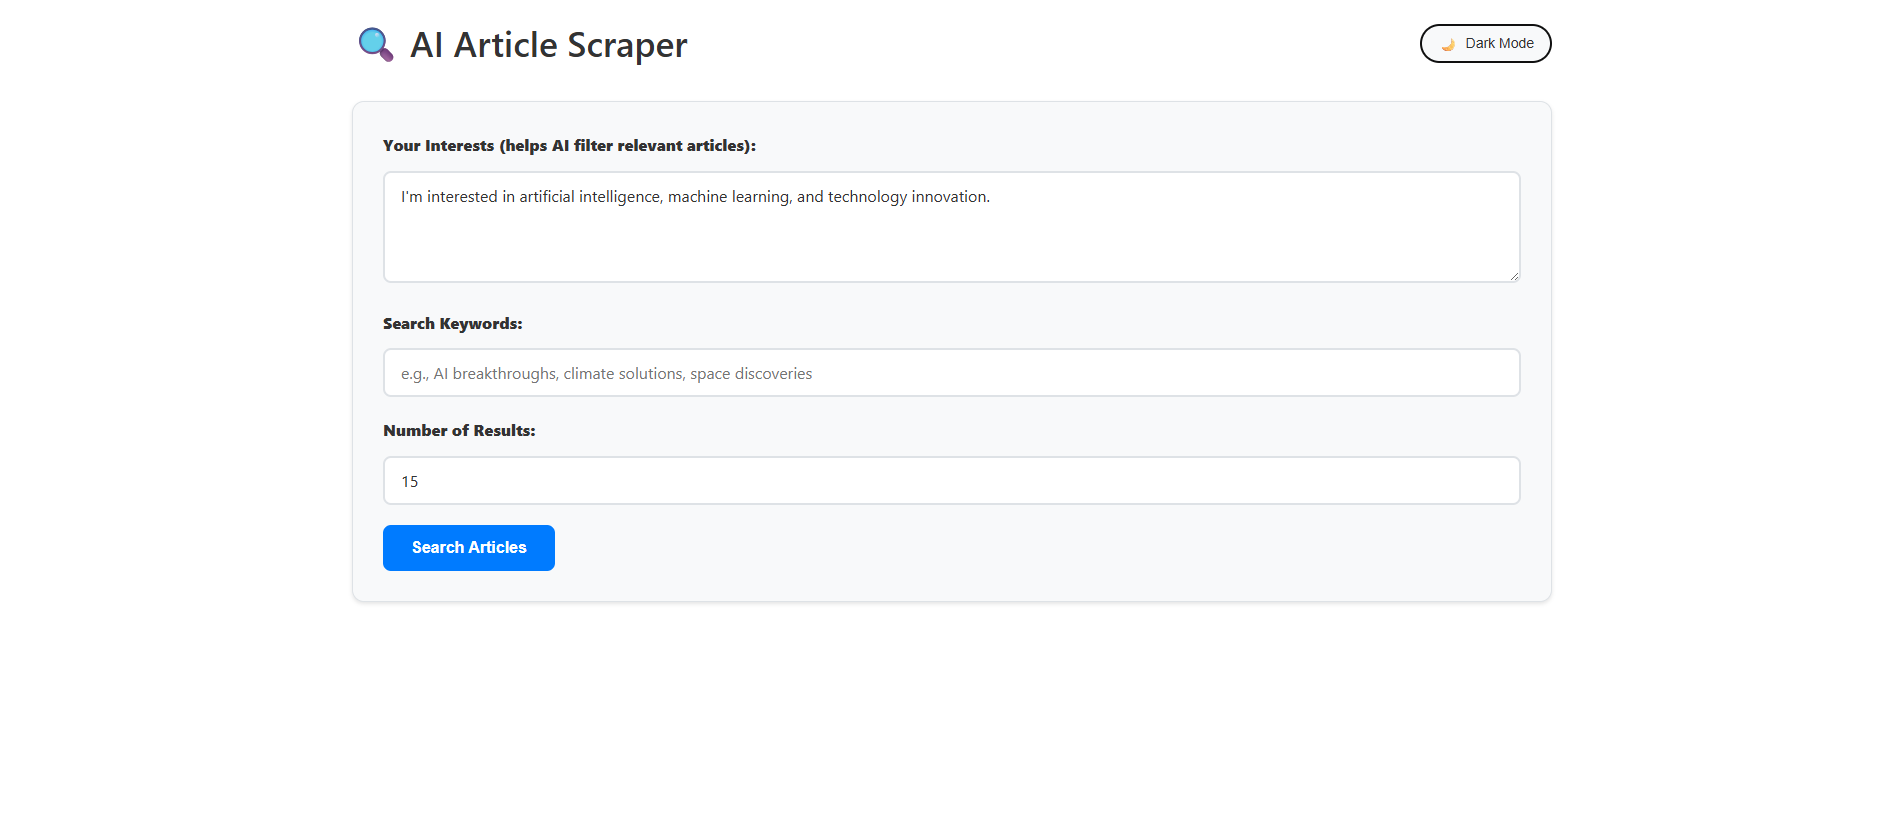 AI Article Scraper
Dark Mode
Your Interests (helps AI filter relevant articles):
I'm interested in artificial intelligence, machine learning, and technology innovation.
Search Keywords:
e.g., AI breakthroughs, climate solutions, space discoveries
Number of Results:
15
Search Articles